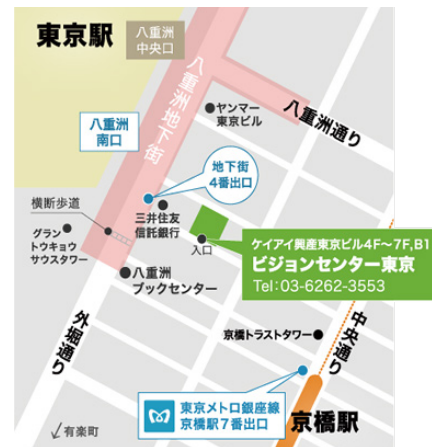 東京駅
八重洲
中央口
八重洲地下街
八重洲通り
ヤンマー
東京ビル
八重洲
南口
地下街
4番出口
三井住友
信託銀行
横断歩道
グラン
トウキョウ
サウスタワー
入口
ケイアイ興産東京ビル4F〜7F,B1
ビジョンセンター東京
Tel:03-6262-3553
八重洲
ブックセンター
外堀通り
中央通り
京橋トラストタワー
東京メトロ銀座線
京橋駅7番出口
京橋駅
有楽町